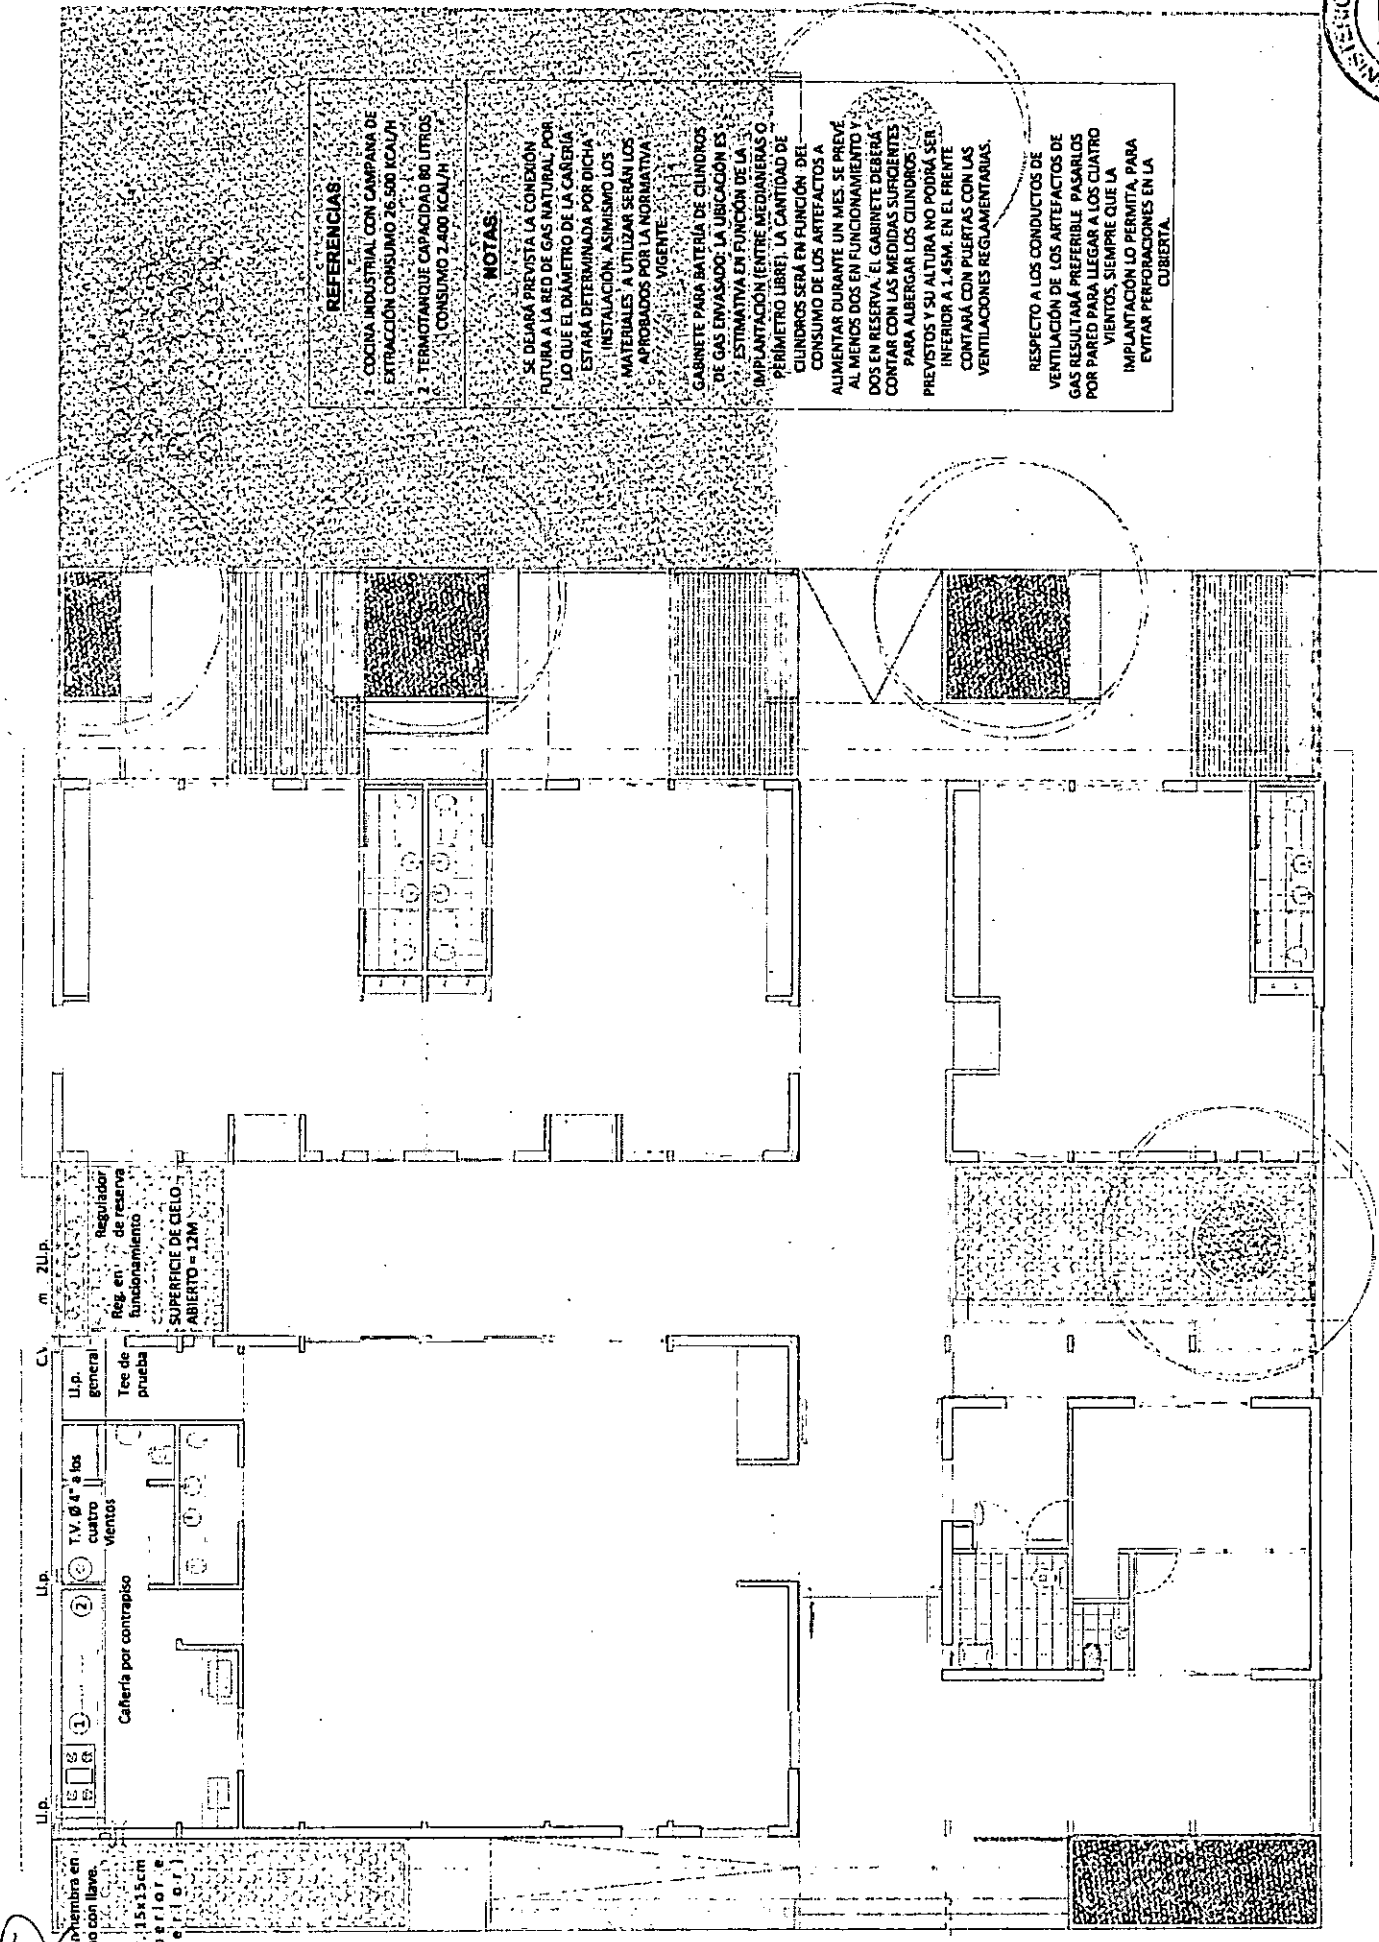 REFERENCIAS
1 - COCINA INDUSTRIAL CON CAMPANA DE
EXTRACCIÓN CONSUMO 26.500 KCAL/H
2 TERMOTANQUE CAPACIDAD 80 LITROS
CONSUMO 2.400 KCAL/H
NOTAS
SE DEJARÁ PREVISTA LA CONEXIÓN
FUTURA A LA RED DE GAS NATURAL, POR
LO QUE EL DIÁMETRO DE LA CAÑERÍA
ESTARÁ DETERMINADA POR DICHA
INSTALACIÓN. ASIMISMO LOS
MATERIALES A UTILIZAR SERÁN LOS
APROBADOS POR LA NORMATIVA
VIGENTE.
GABINETE PARA BATERÍA DE CILINDROS
DE GAS ENVASADO: LA UBICACIÓN ES
ESTIMATIVA EN FUNCIÓN DE LA
IMPLANTACIÓN (ENTRE MEDIANERAS O
PERÍMETRO LIBRE). LA CANTIDAD DE
CILINDROS SERÁ EN FUNCIÓN DEL
CONSUMO DE LOS ARTEFACTOS A
ALIMENTAR DURANTE UN MES. SE PREVÉ
AL MENOS DOS EN FUNCIONAMIENTO Y
DOS EN RESERVA. EL GABINETE DEBERÁ
CONTAR CON LAS MEDIDAS SUFICIENTES
PARA ALBERGAR LOS CILINDROS
PREVISTOS Y SU ALTURA NO PODRÁ SER
INFERIOR A 1.45M. EN EL FRENTE
CONTARÁ CON PUERTAS CON LAS
VENTILACIONES REGLAMENTARIAS.
RESPECTO A LOS CONDUCTOS DE
VENTILACIÓN DE LOS ARTEFACTOS DE
GAS RESULTARÁ PREFERIBLE PASARLOS
POR PARED PARA LLEGAR A LOS CUATRO
VIENTOS, SIEMPRE QUE LA
IMPLANTACIÓN LO PERMITA, PARA
EVITAR PERFORACIONES EN LA
CUBIERTA.
m 2Ll.p.
Regulador
de reserva
Reg. en
funcionamiento
SUPERFICIE DE CIELO
ABIERTO = 12M
C.V
Ll.p.
general
Tee de
prueba
T.V. Ø 4" a los
cuatro
vientos
Ll.p.
2
Cañería por contrapiso
1
Ll.p.
membra en
o con llave.
15x15cm